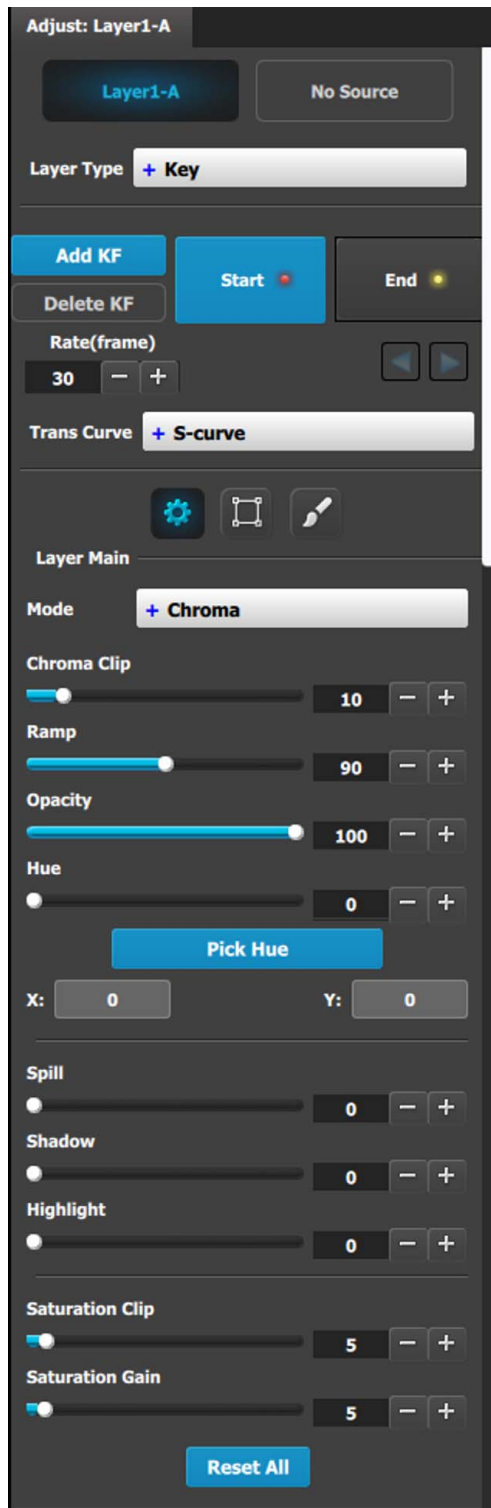 Adjust: Layer1-A
Layer1-A No Source
Layer Type + Key
Add KF Start End
Delete KF
Rate(frame)
30 − +
Trans Curve + S-curve
Layer Main
Mode + Chroma
Chroma Clip
10 − +
Ramp
90 − +
Opacity
100 − +
Hue
0 − +
Pick Hue
X: 0 Y: 0
Spill
0 − +
Shadow
0 − +
Highlight
0 − +
Saturation Clip
5 − +
Saturation Gain
5 − +
Reset All